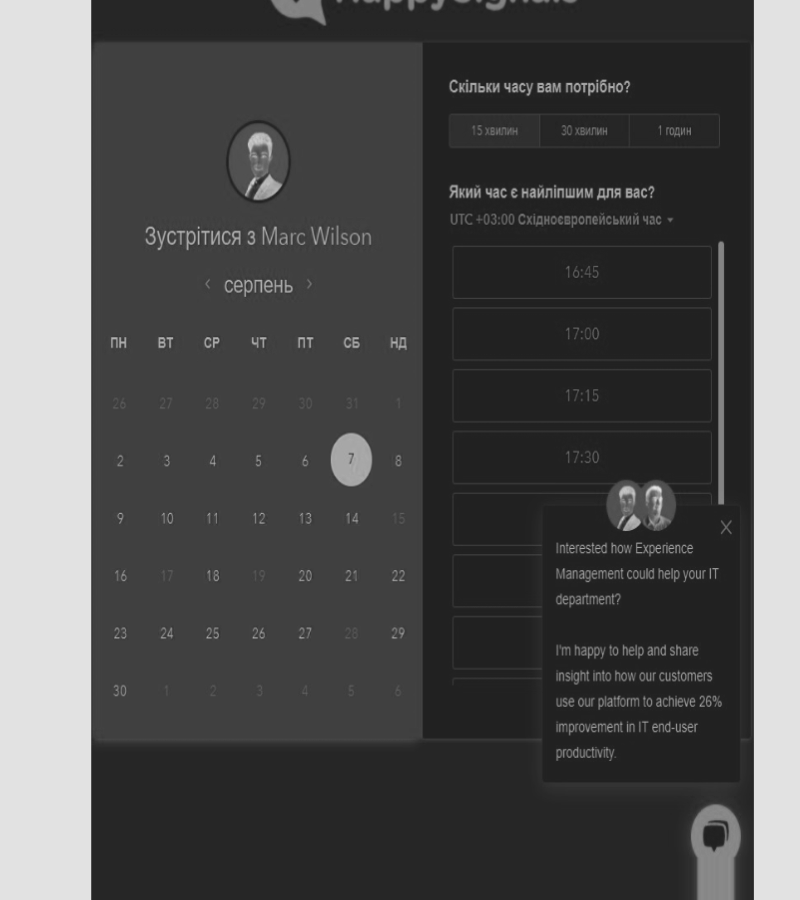 HappySignals
Зустрітися з Marc Wilson
‹ серпень ›
ПН ВТ СР ЧТ ПТ СБ НД
26 27 28 29 30 31 1
2 3 4 5 6 7 8
9 10 11 12 13 14 15
16 17 18 19 20 21 22
23 24 25 26 27 28 29
30 1 2 3 4 5 6
Скільки часу вам потрібно?
15 хвилин 30 хвилин 1 годин
Який час є найліпшим для вас?
UTC +03:00 Східноєвропейський час
16:45
17:00
17:15
17:30
X
Interested how Experience
Management could help your IT
department?
I'm happy to help and share
insight into how our customers
use our platform to achieve 26%
improvement in IT end-user
productivity.